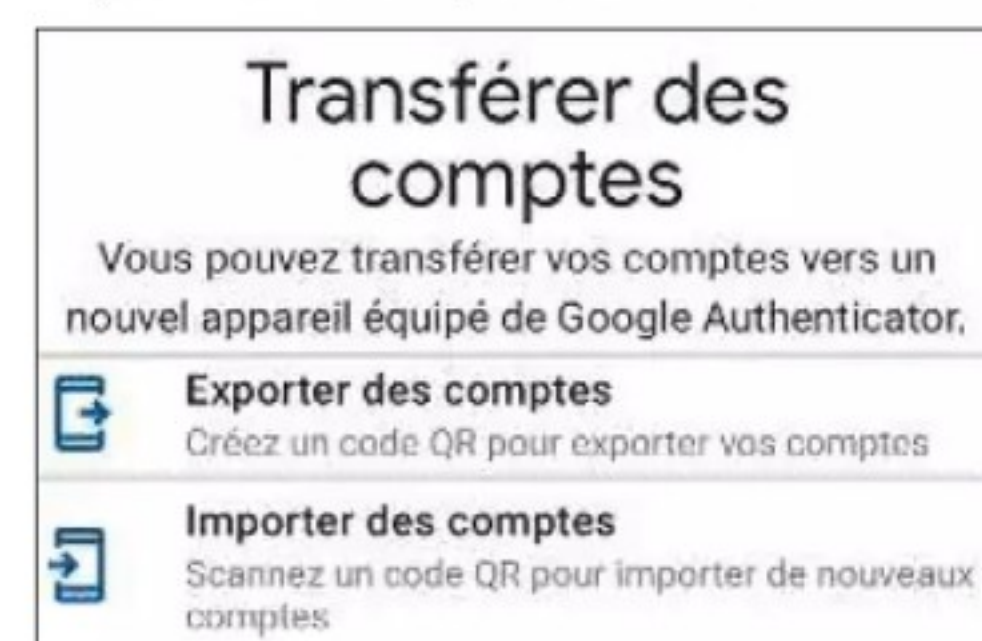 Transférer des
comptes
Vous pouvez transférer vos comptes vers un
nouvel appareil équipé de Google Authenticator.
Exporter des comptes
Créez un code QR pour exporter vos comptes
Importer des comptes
Scannez un code QR pour importer de nouveaux
comptes